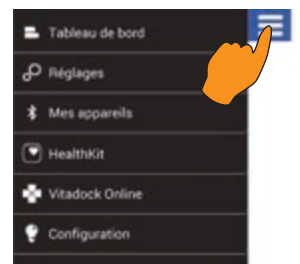 Tableau de bord
Réglages
Mes appareils
HealthKit
Vitadock Online
Configuration